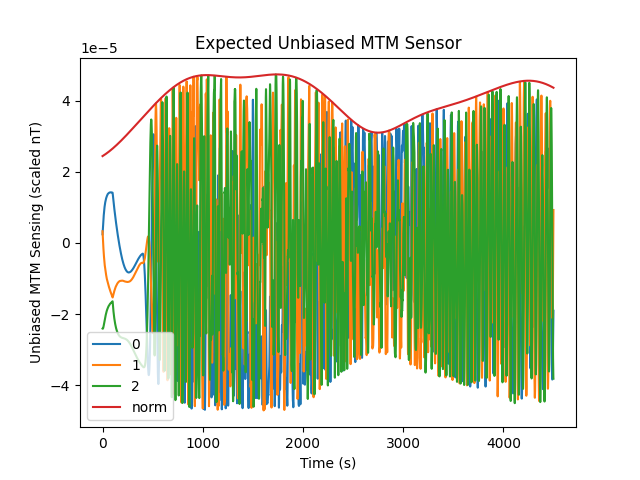 Expected Unbiased MTM Sensor
1e−5
Unbiased MTM Sensing (scaled nT)
4
2
0
−2
−4
0
1
2
norm
0 1000 2000 3000 4000
Time (s)